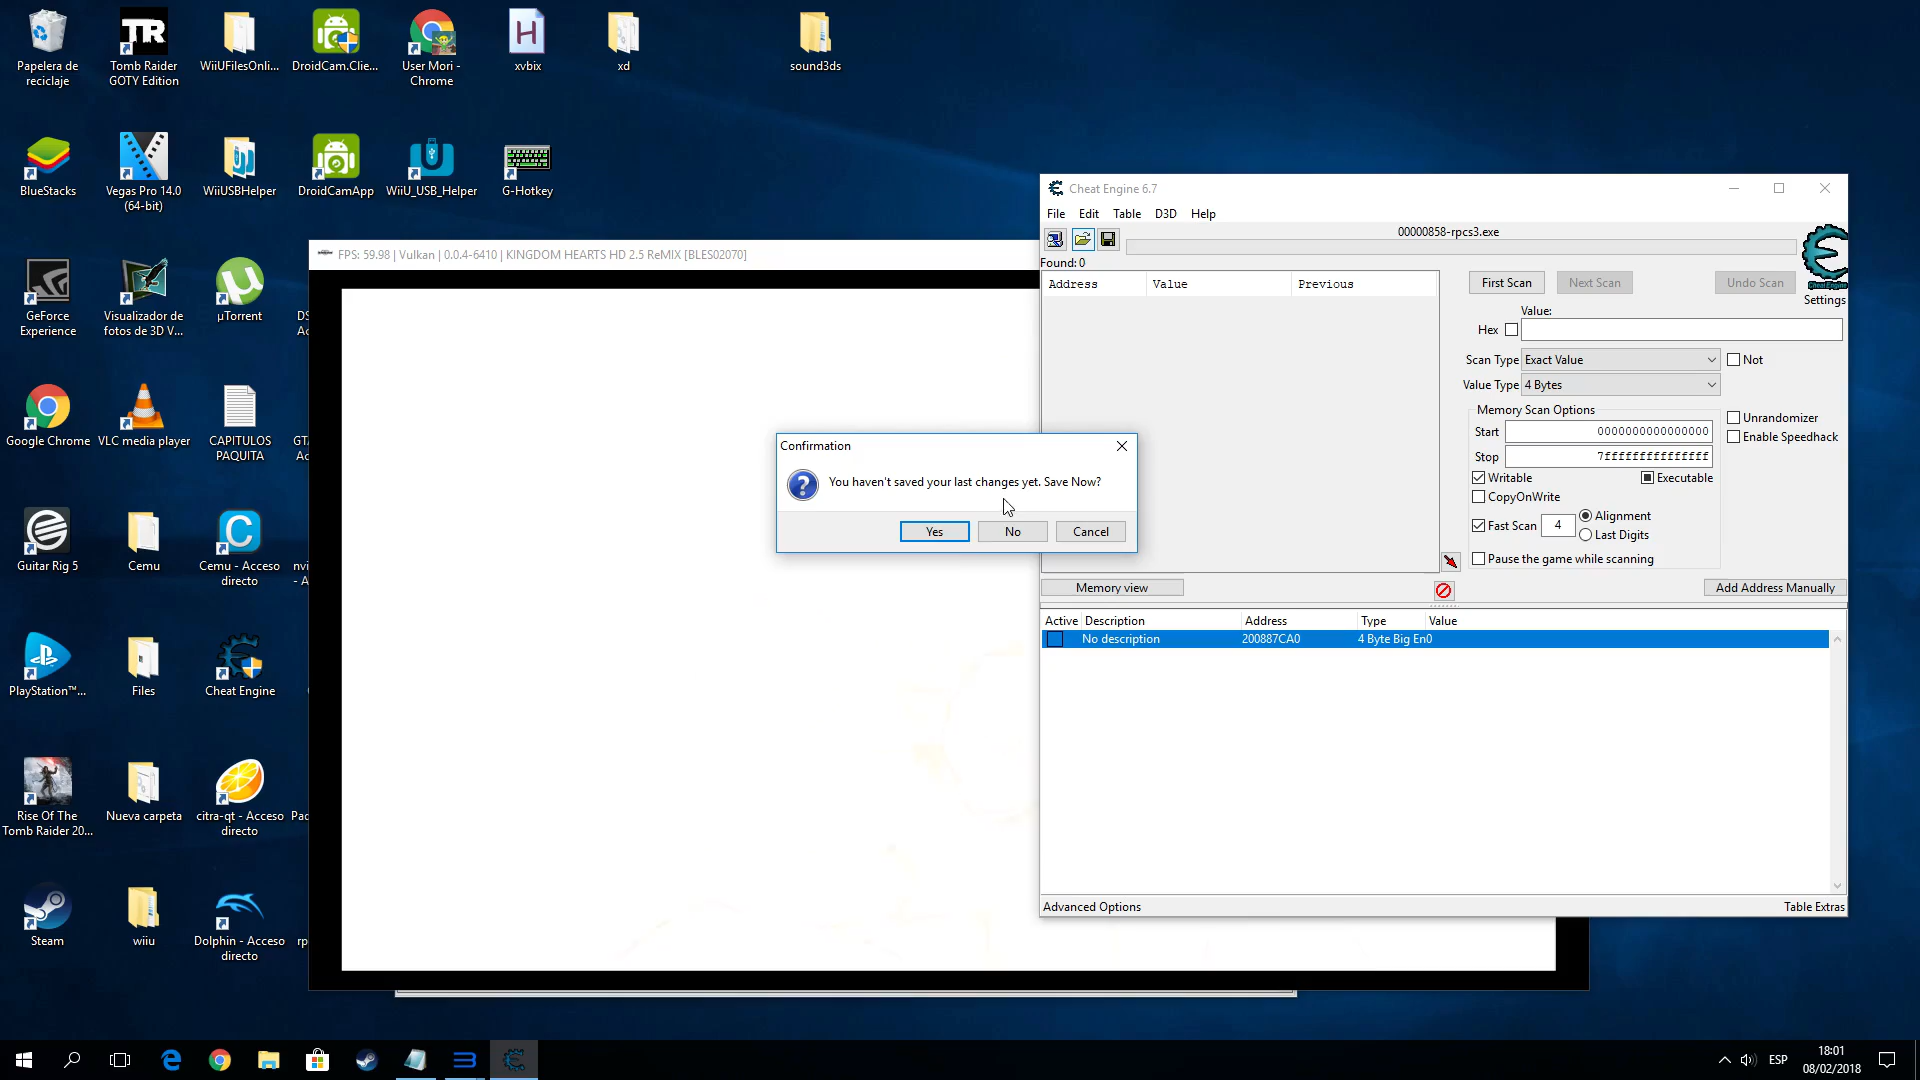 Papelera de
reciclaje
Tomb Raider
GOTY Edition
WiiUFilesOnli...
DroidCam.Clie...
User Mori -
Chrome
xvbix
xd
sound3ds
BlueStacks
Vegas Pro 14.0
(64-bit)
WiiUSBHelper
DroidCamApp
WiiU_USB_Helper
G-Hotkey
GeForce
Experience
Visualizador de
fotos de 3D V...
µTorrent
Google Chrome
VLC media player
CAPITULOS
PAQUITA
Guitar Rig 5
Cemu
Cemu - Acceso
directo
PlayStation™...
Files
Cheat Engine
Rise Of The
Tomb Raider 20...
Nueva carpeta
citra-qt - Acceso
directo
Steam
wiiu
Dolphin - Acceso
directo
FPS: 59.98 | Vulkan | 0.0.4-6410 | KINGDOM HEARTS HD 2.5 ReMIX [BLES02070]
Confirmation
You haven't saved your last changes yet. Save Now?
Yes No Cancel
Cheat Engine 6.7
File Edit Table D3D Help
00000858-rpcs3.exe
Found: 0
Address Value Previous
First Scan Next Scan Undo Scan
Cheat Engine
Settings
Value:
Hex
Scan Type Exact Value Not
Value Type 4 Bytes
Memory Scan Options
Start 0000000000000000
Stop 7fffffffffffffff
Unrandomizer
Enable Speedhack
Writable Executable
CopyOnWrite
Fast Scan 4 Alignment
Last Digits
Pause the game while scanning
Memory view Add Address Manually
Active Description Address Type Value
No description 200887CA0 4 Byte Big En0
Advanced Options Table Extras
ESP
18:01
08/02/2018